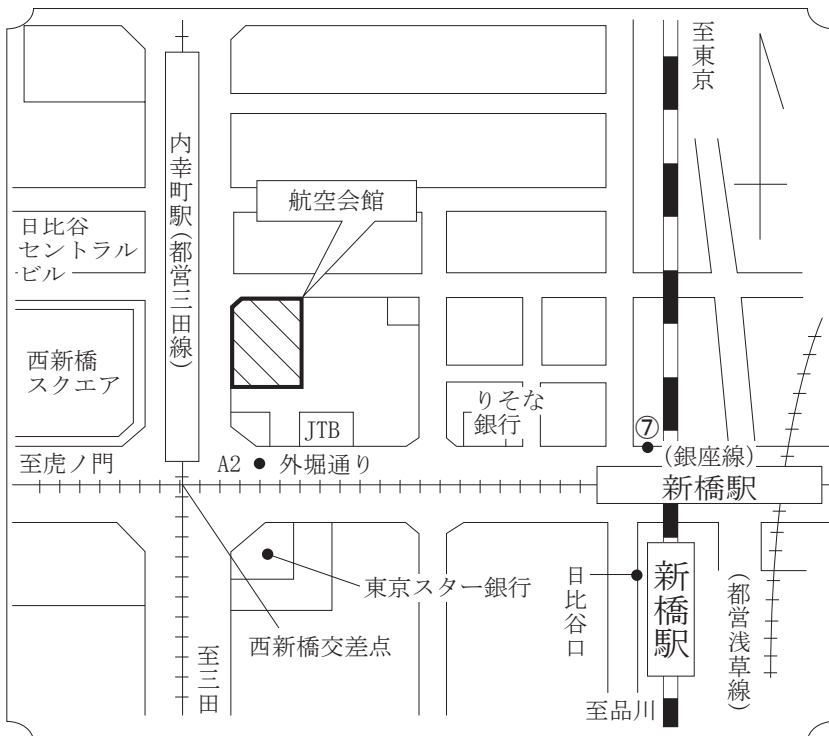 至東京
内幸町駅(都営三田線)
航空会館
日比谷
セントラル
ビル
西新橋
スクエア
りそな
銀行
JTB
⑦
至虎ノ門
A2
外堀通り
(銀座線)
新橋駅
東京スター銀行
西新橋交差点
至三田
日比谷口
新橋駅
(都営浅草線)
至品川